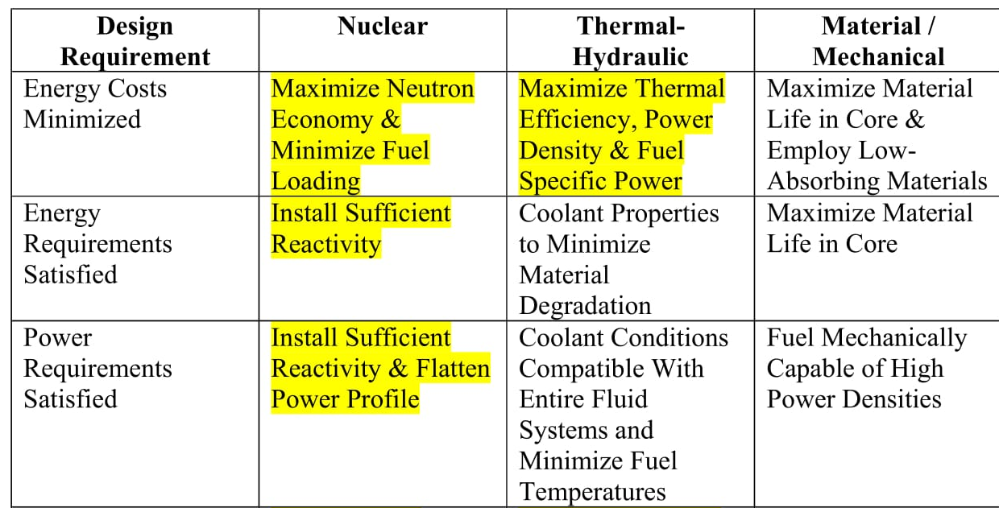 Design
Requirement
Nuclear
Thermal-
Hydraulic
Material /
Mechanical
Energy Costs
Minimized
Maximize Neutron
Economy &
Minimize Fuel
Loading
Maximize Thermal
Efficiency, Power
Density & Fuel
Specific Power
Maximize Material
Life in Core &
Employ Low-
Absorbing Materials
Energy
Requirements
Satisfied
Install Sufficient
Reactivity
Coolant Properties
to Minimize
Material
Degradation
Maximize Material
Life in Core
Power
Requirements
Satisfied
Install Sufficient
Reactivity & Flatten
Power Profile
Coolant Conditions
Compatible With
Entire Fluid
Systems and
Minimize Fuel
Temperatures
Fuel Mechanically
Capable of High
Power Densities